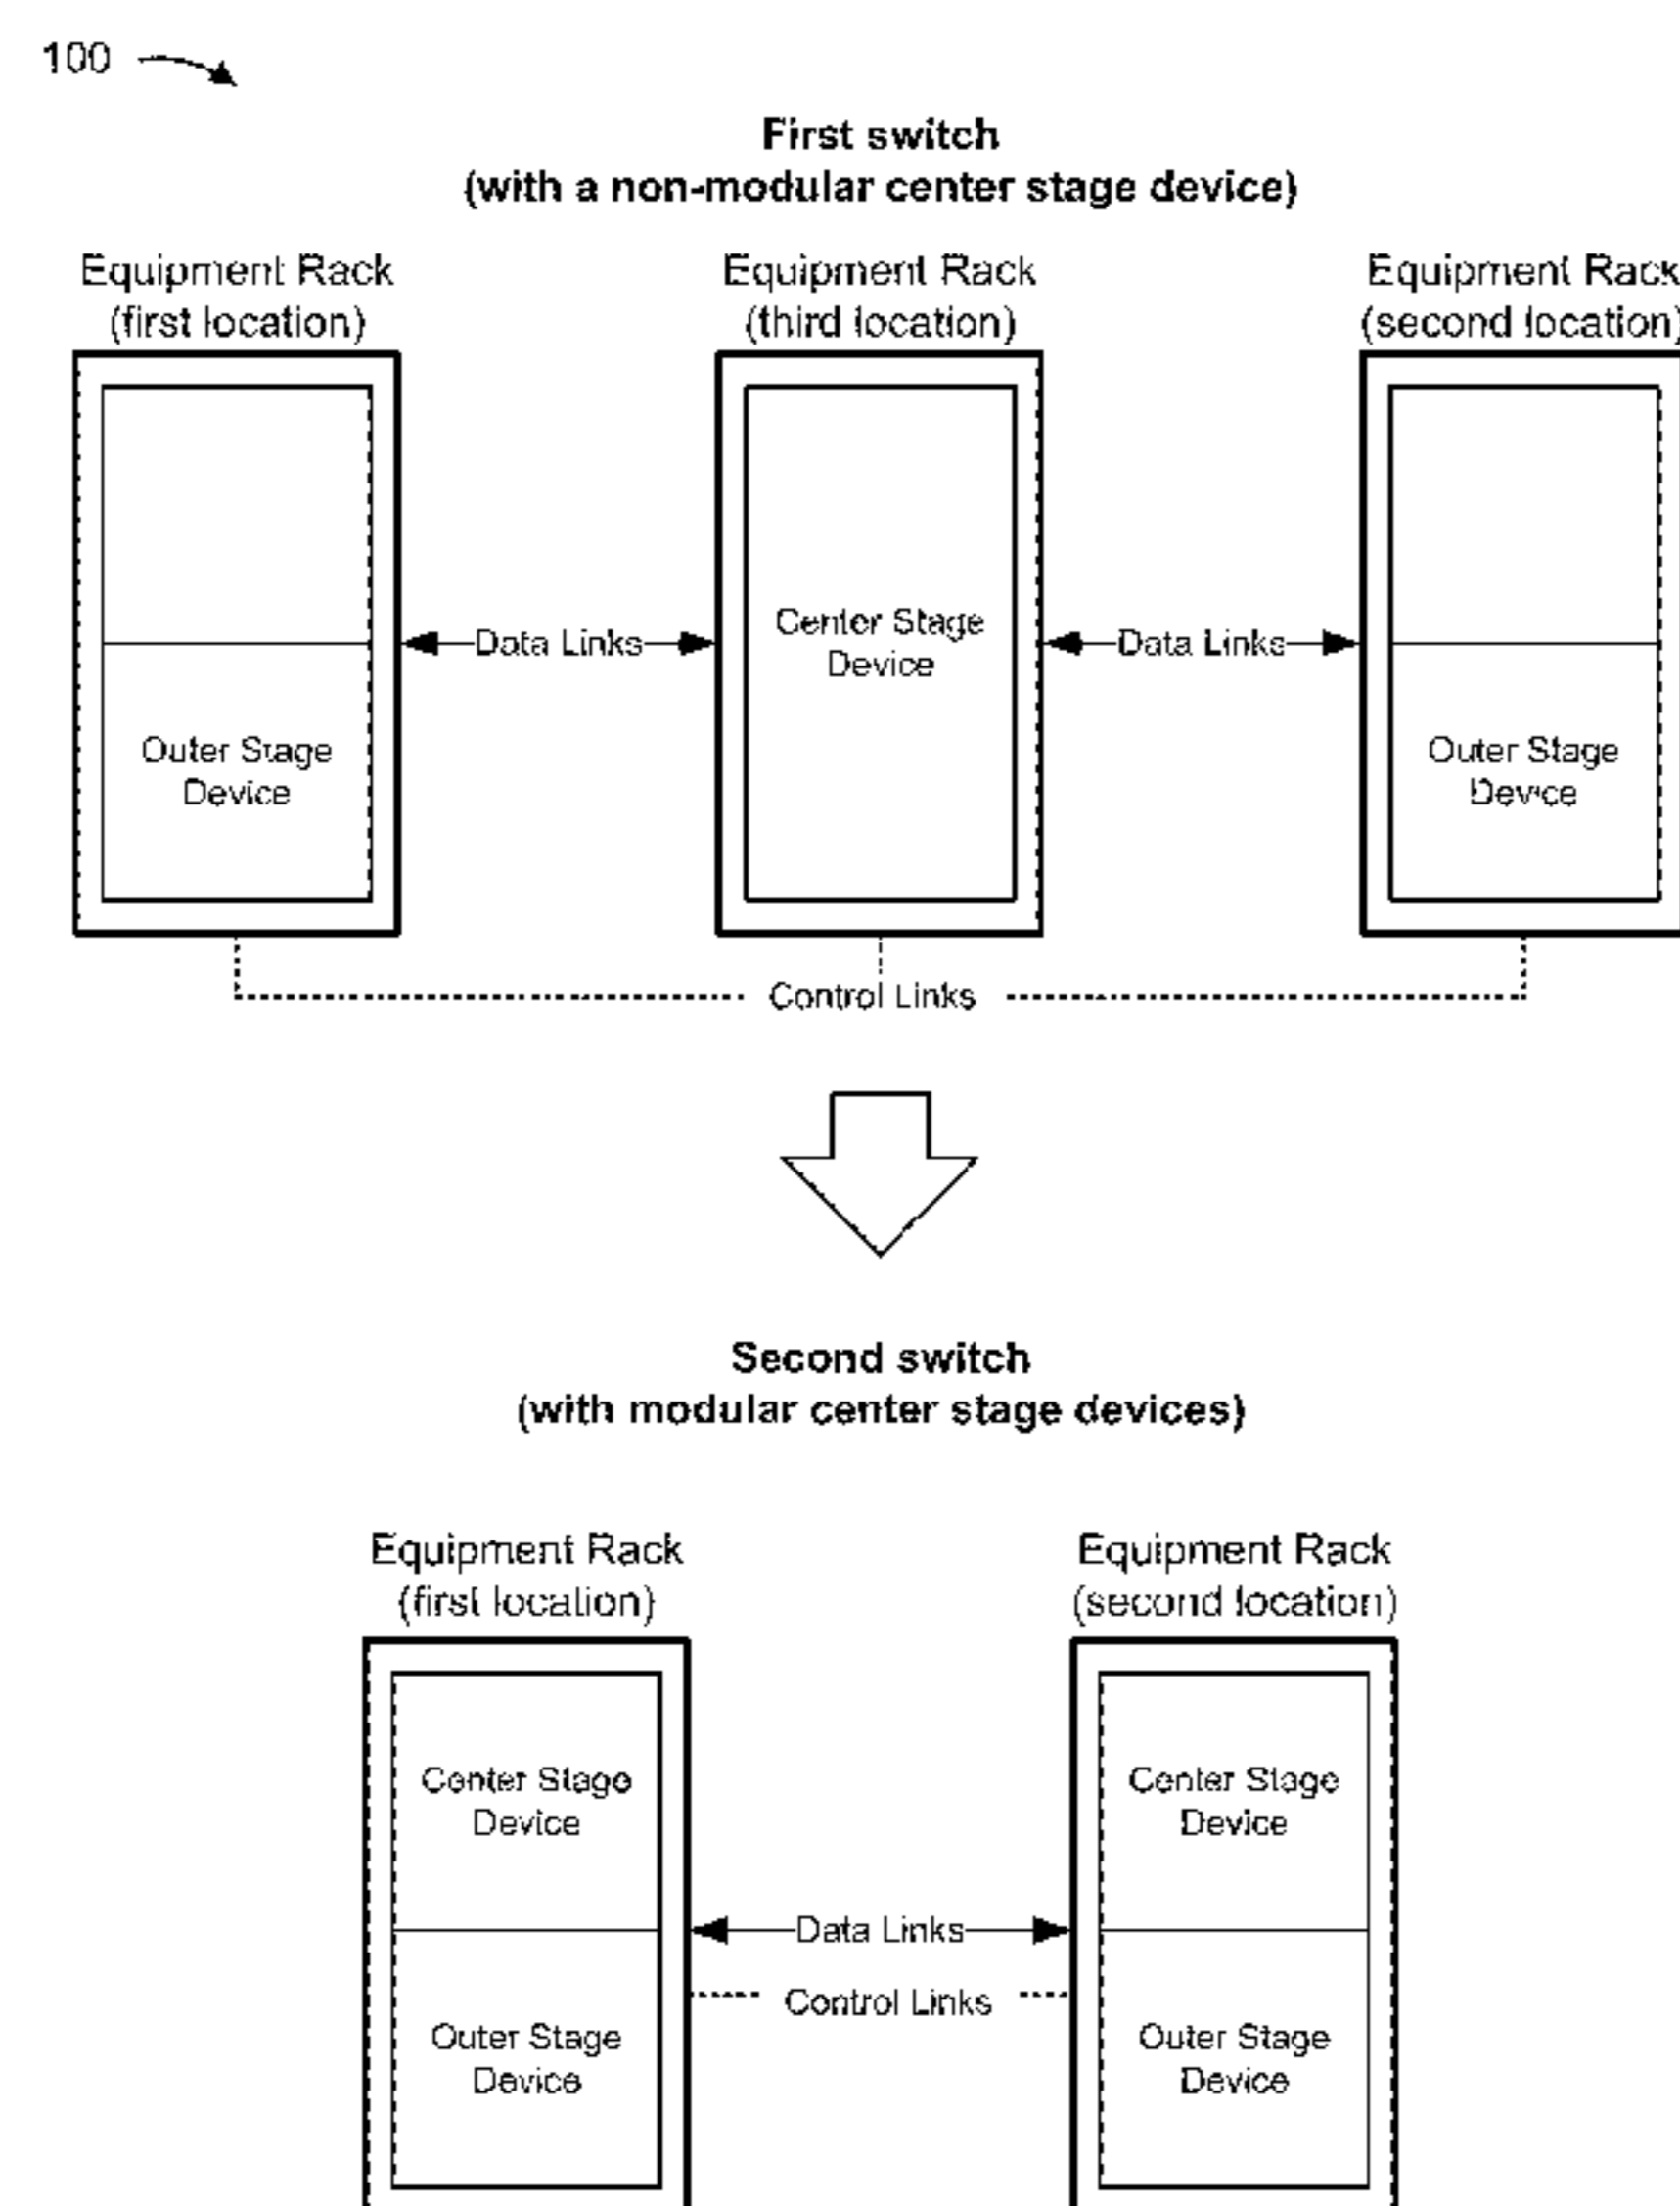 100
First switch
(with a non-modular center stage device)
Equipment Rack
(first location)
Equipment Rack
(third location)
Equipment Rack
(second location)
Data Links
Center Stage
Device
Data Links
Outer Stage
Device
Outer Stage
Device
Control Links
Second switch
(with modular center stage devices)
Equipment Rack
(first location)
Equipment Rack
(second location)
Center Stage
Device
Center Stage
Device
Data Links
Control Links
Outer Stage
Device
Outer Stage
Device